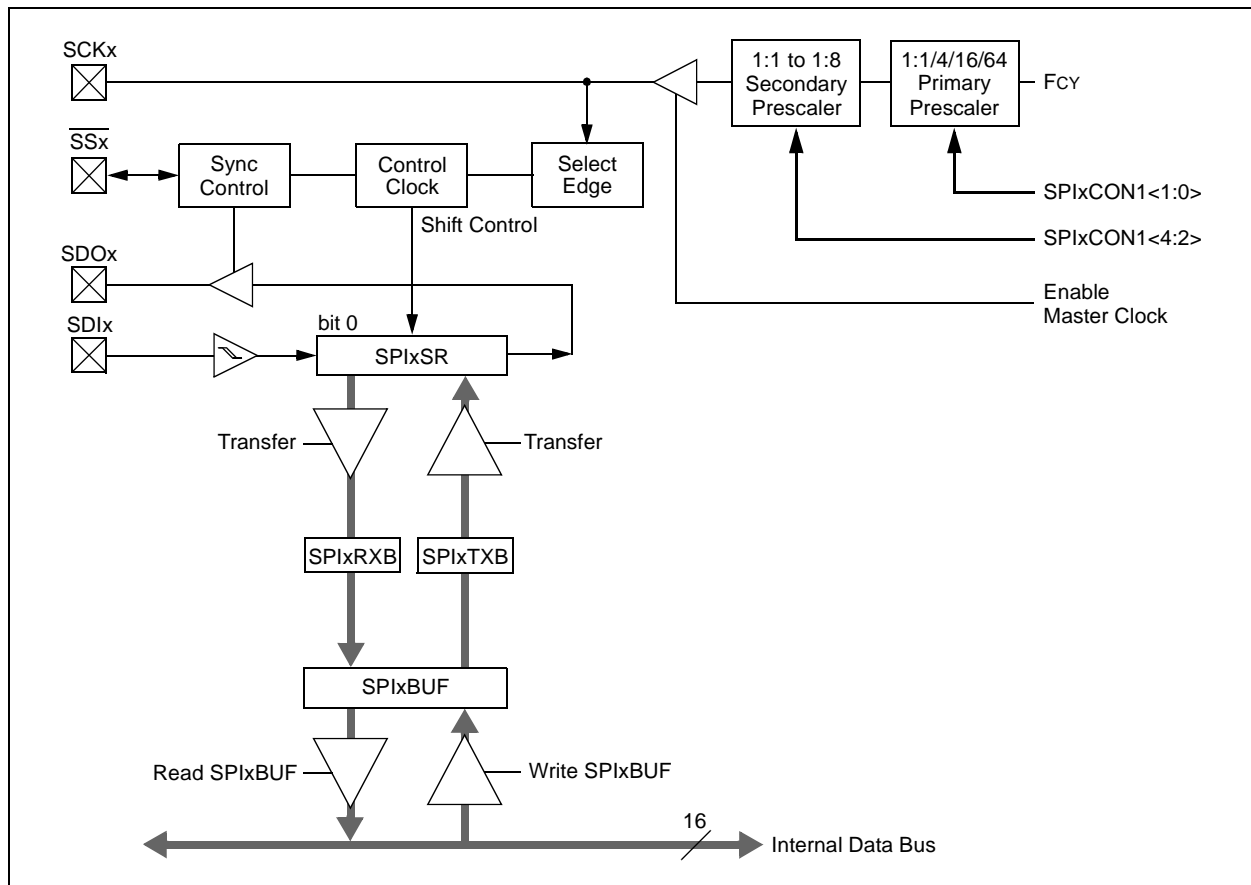 SCKx
1:1 to 1:8
Secondary
Prescaler
1:1/4/16/64
Primary
Prescaler
FCY
SSx
Sync
Control
Control
Clock
Select
Edge
SPIxCON1<1:0>
Shift Control
SPIxCON1<4:2>
SDOx
Enable
Master Clock
SDIx
bit 0
SPIxSR
Transfer
Transfer
SPIxRXB
SPIxTXB
SPIxBUF
Read SPIxBUF
Write SPIxBUF
16
Internal Data Bus